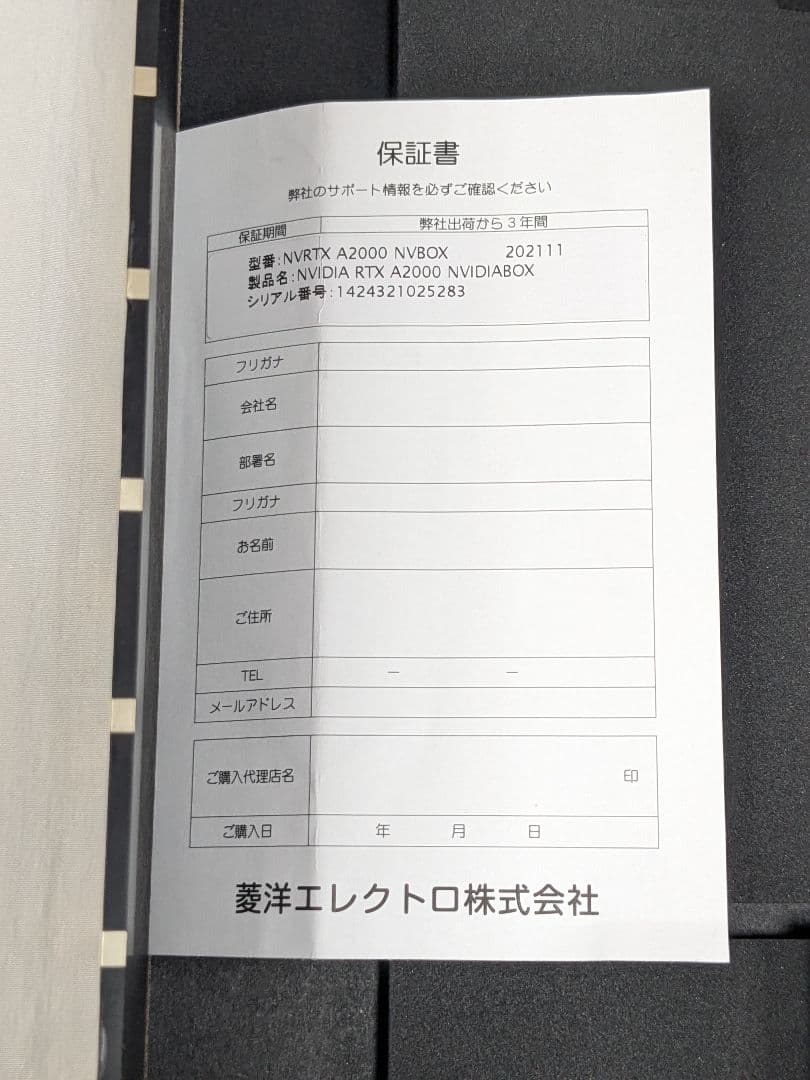 保証書
弊社のサポート情報を必ずご確認ください
保証期間 弊社出荷から3年間
型番:NVRTX A2000 NVBOX 202111
製品名:NVIDIA RTX A2000 NVIDIABOX
シリアル番号:1424321025283
フリガナ
会社名
部署名
フリガナ
お名前
ご住所
TEL － －
メールアドレス
ご購入代理店名 印
ご購入日 年 月 日
菱洋エレクトロ株式会社